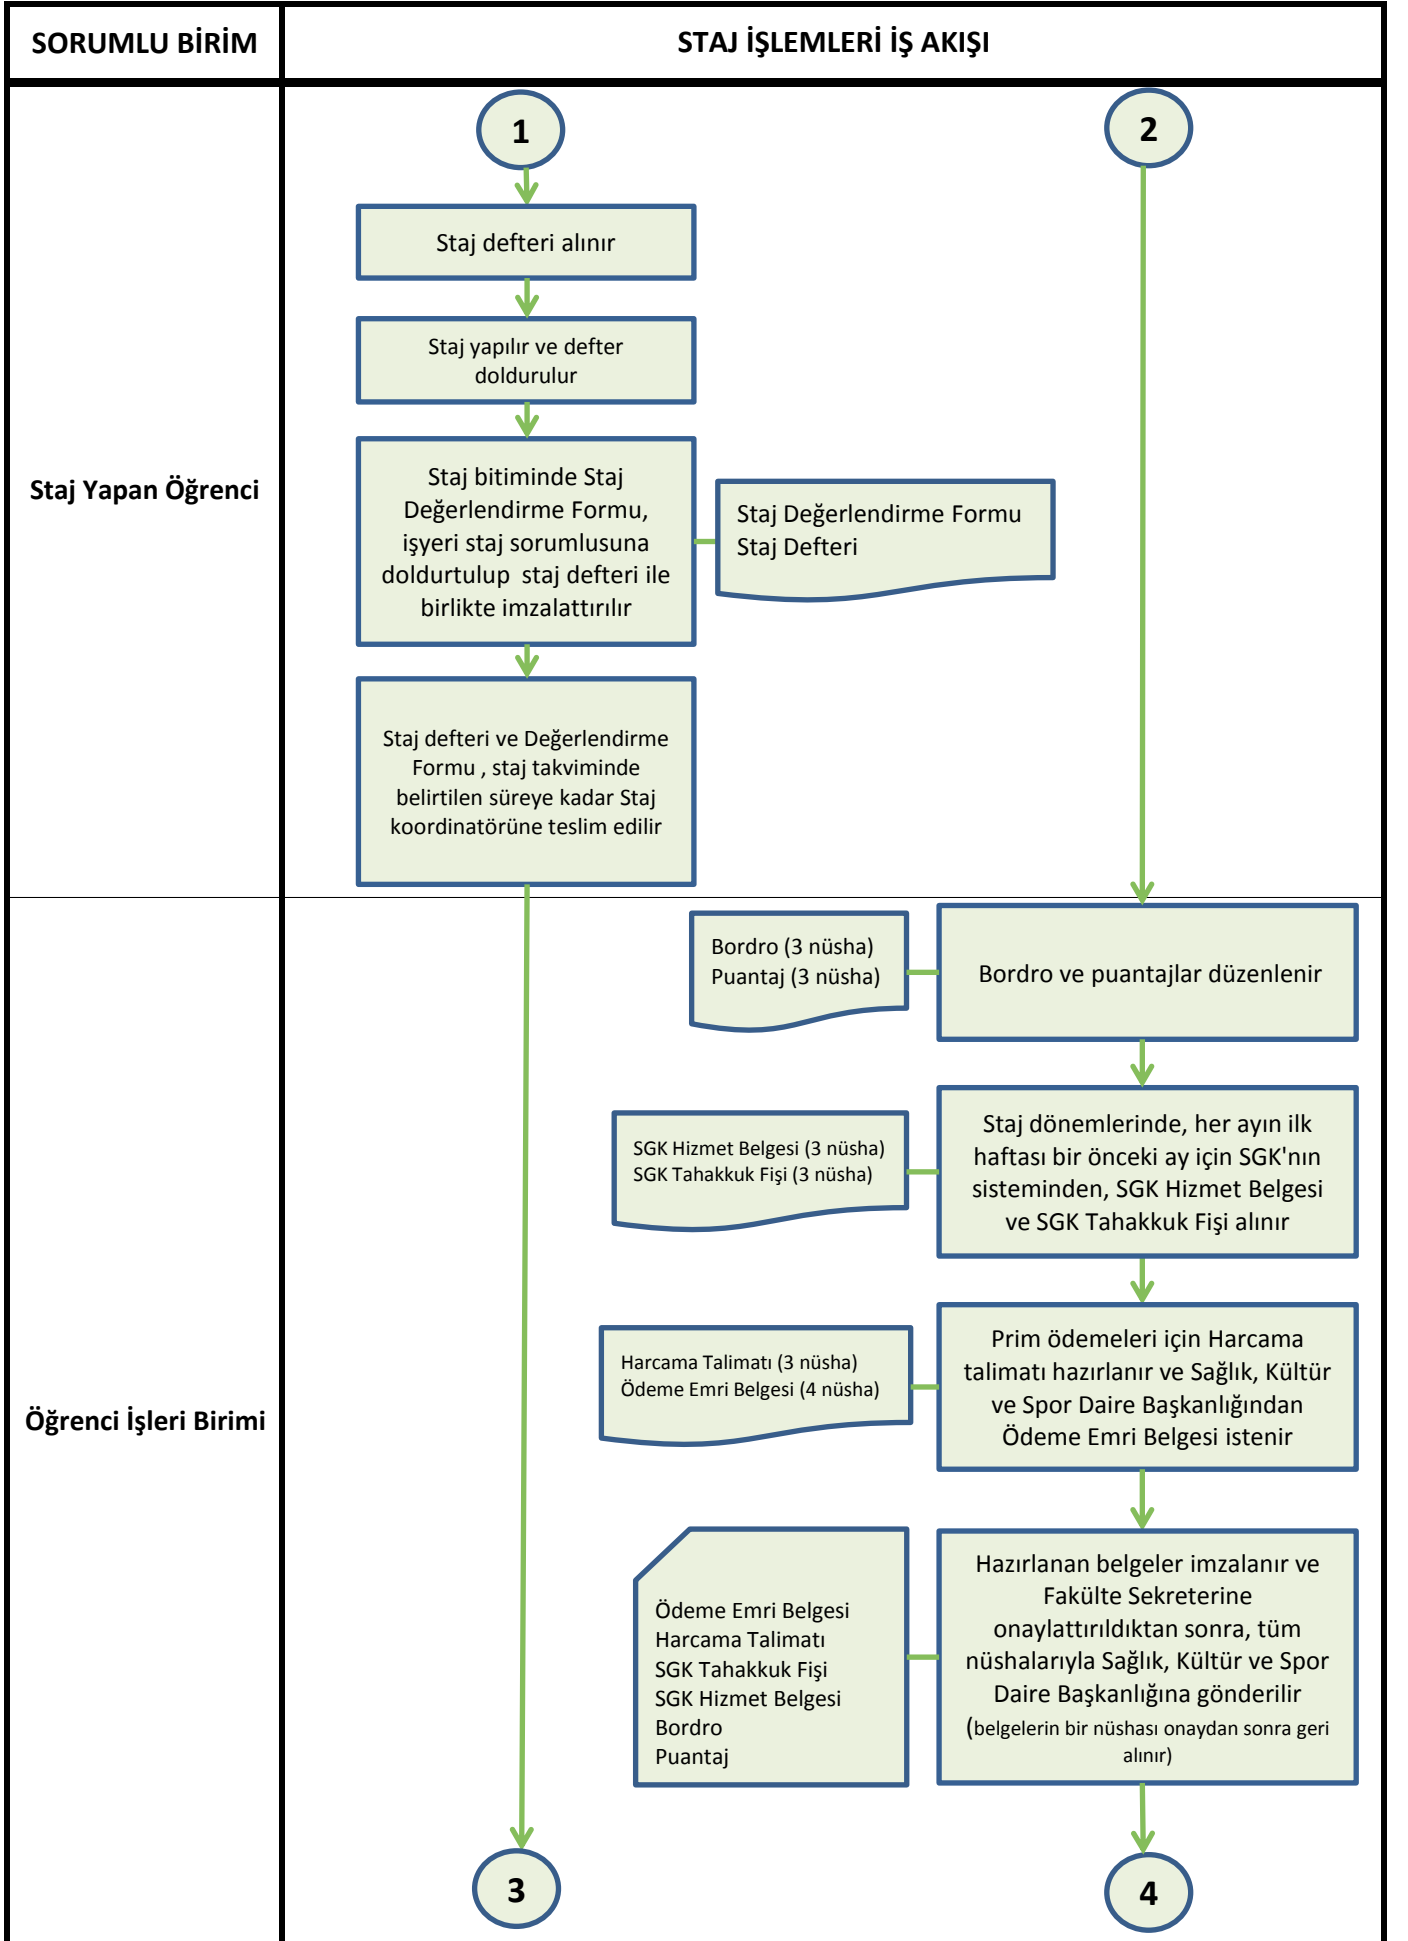 SORUMLU BİRİM
STAJ İŞLEMLERİ İŞ AKIŞI
1
2
Staj defteri alınır
Staj yapılır ve defter
doldurulur
Staj Yapan Öğrenci
Staj bitiminde Staj
Değerlendirme Formu,
işyeri staj sorumlusuna
doldurtulup  staj defteri ile
birlikte imzalattırılır
Staj Değerlendirme Formu
Staj Defteri
Staj defteri ve Değerlendirme
Formu , staj takviminde
belirtilen süreye kadar Staj
koordinatörüne teslim edilir
Bordro (3 nüsha)
Puantaj (3 nüsha)
Bordro ve puantajlar düzenlenir
SGK Hizmet Belgesi (3 nüsha)
SGK Tahakkuk Fişi (3 nüsha)
Staj dönemlerinde, her ayın ilk
haftası bir önceki ay için SGK'nın
sisteminden, SGK Hizmet Belgesi
ve SGK Tahakkuk Fişi alınır
Öğrenci İşleri Birimi
Harcama Talimatı (3 nüsha)
Ödeme Emri Belgesi (4 nüsha)
Prim ödemeleri için Harcama
talimatı hazırlanır ve Sağlık, Kültür
ve Spor Daire Başkanlığından
Ödeme Emri Belgesi istenir
Ödeme Emri Belgesi
Harcama Talimatı
SGK Tahakkuk Fişi
SGK Hizmet Belgesi
Bordro
Puantaj
Hazırlanan belgeler imzalanır ve
Fakülte Sekreterine
onaylattırıldıktan sonra, tüm
nüshalarıyla Sağlık, Kültür ve Spor
Daire Başkanlığına gönderilir
(belgelerin bir nüshası onaydan sonra geri
alınır)
3
4